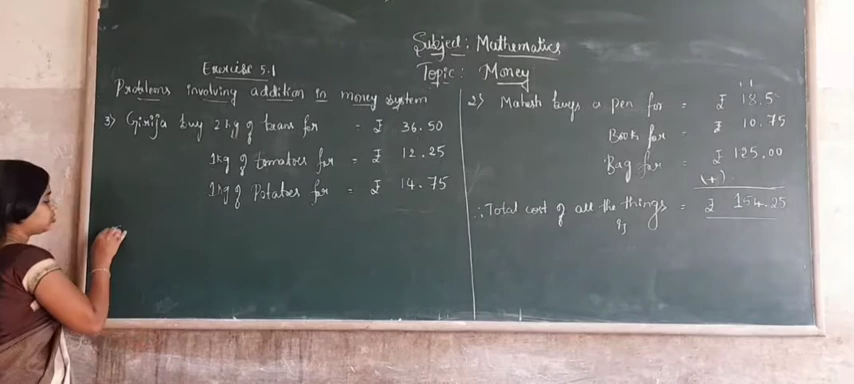 Subject: Mathematics
Topic: Money
Exercise 5.1
Problems involving addition in money system
3) Girija buy 2 kg of beans for = ₹ 36.50
1kg of tomatoes for = ₹ 12.25
1kg of Potatoes for = ₹ 14.75
1 1
2) Mahesh buys a pen for = ₹ 18.5
Book for = ₹ 10.75
Bag for = ₹ 125.00
(+)
∴ Total cost of all the things = ₹ 154.25
is